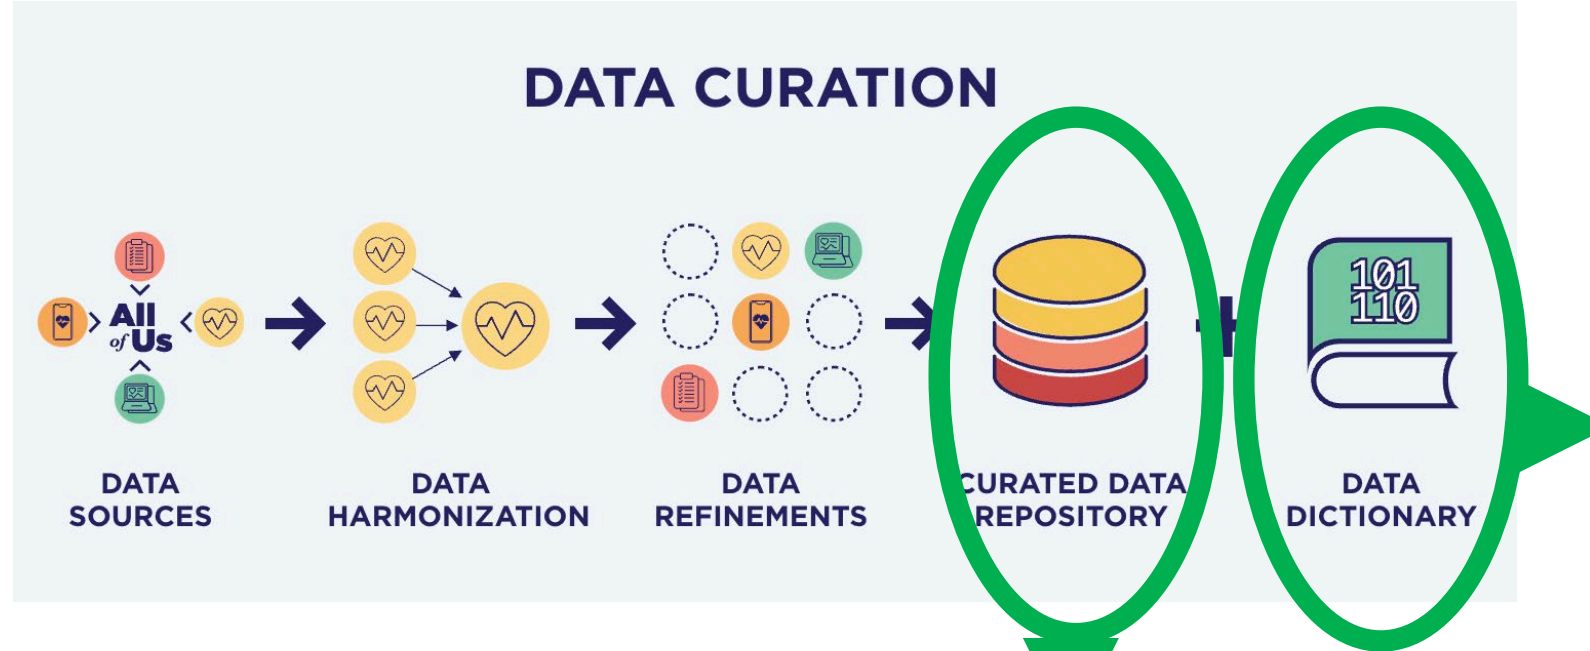 DATA CURATION
All
of Us
DATA
SOURCES
DATA
HARMONIZATION
DATA
REFINEMENTS
CURATED DATA
REPOSITORY
101
110
DATA
DICTIONARY